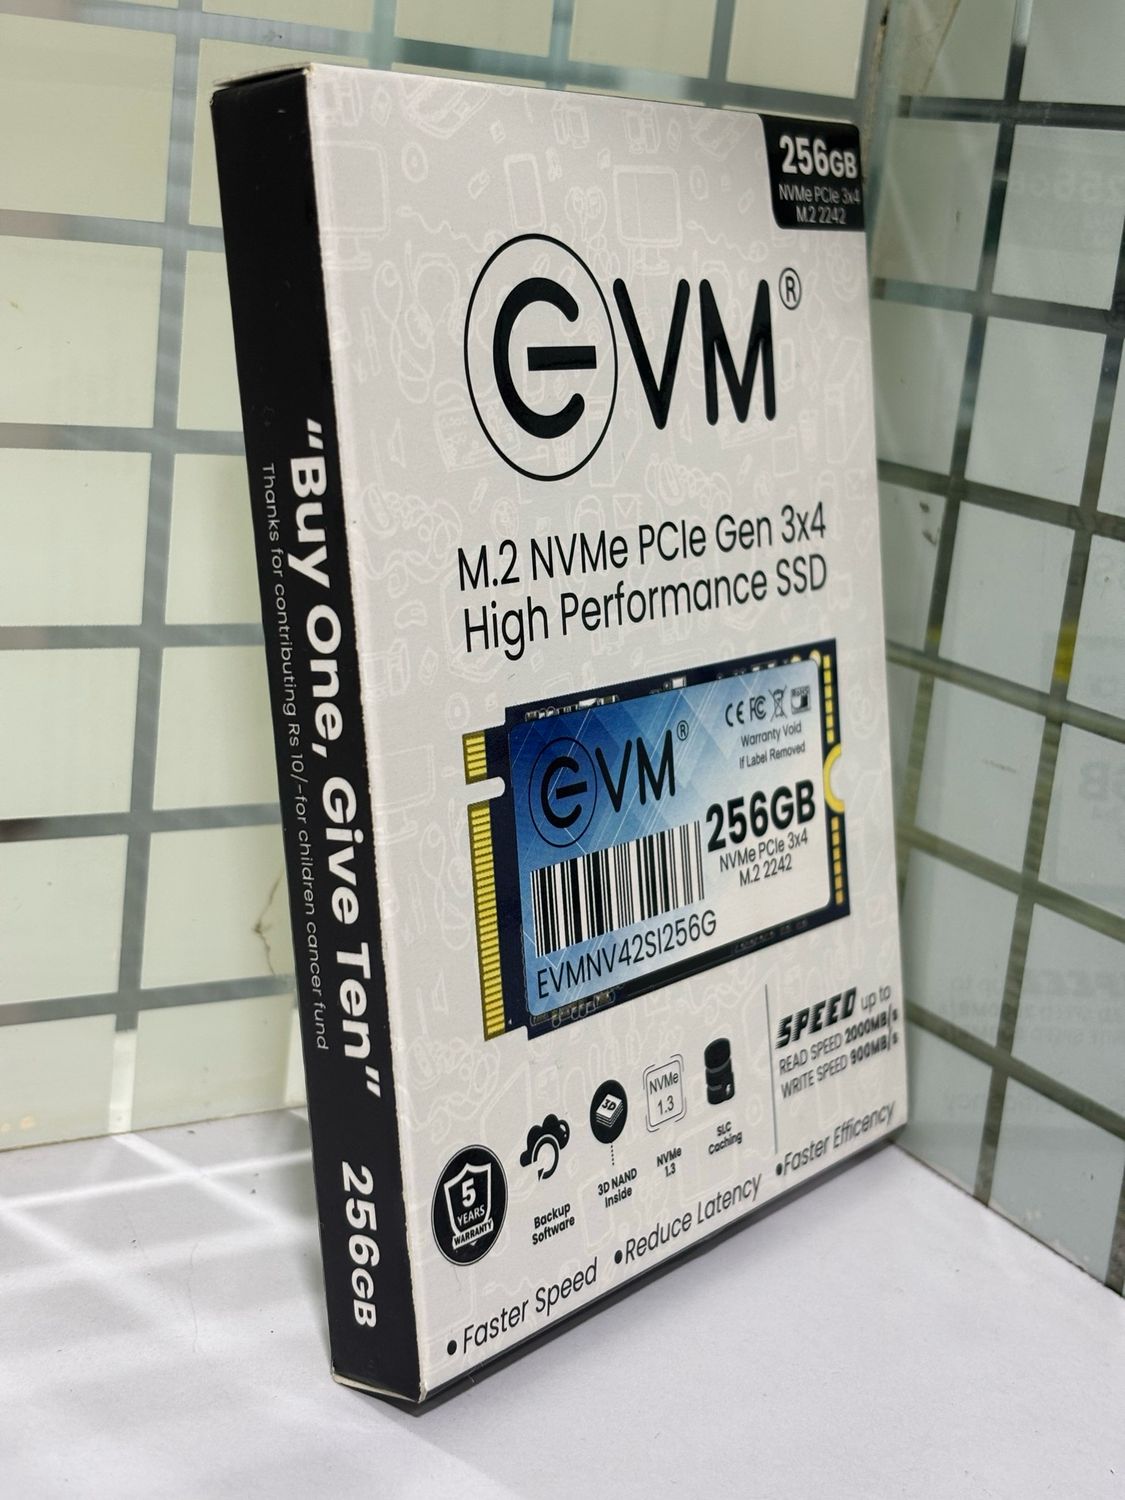 256GB
NVMe PCIe 3x4
M.2 2242
EVM®
M.2 NVMe PCIe Gen 3x4
High Performance SSD
EVM®
CE FC RoHS
Warranty Void
If Label Removed
256GB
NVMe PCIe 3x4
M.2 2242
EVMNV42SI256G
SPEED up to
READ SPEED 2000MB/s
WRITE SPEED 900MB/s
5
YEARS
WARRANTY
Backup
Software
3D
3D NAND
Inside
NVMe
1.3
NVMe
1.3
SLC
Caching
•Faster Speed •Reduce Latency •Faster Efficency
"Buy One, Give Ten" 256GB
Thanks for contributing Rs 10/-for children cancer fund